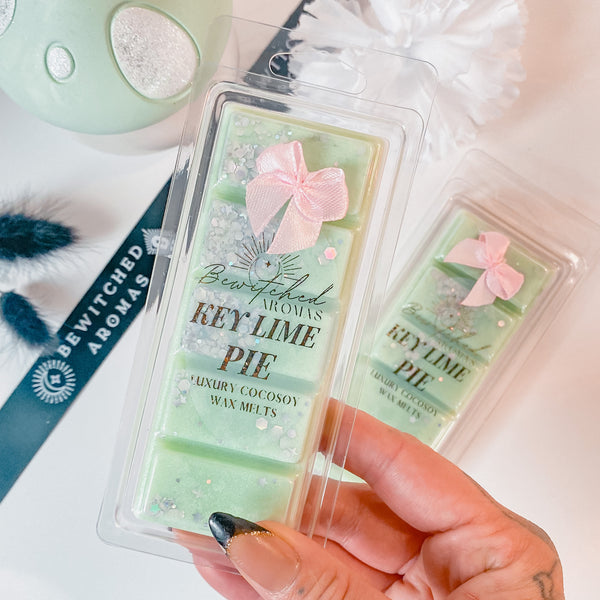 Bewitched
AROMAS
KEY LIME
PIE
LUXURY COCOSOY
WAX MELTS
Bewitched
AROMAS
KEY LIME
PIE
LUXURY COCOSOY
WAX MELTS
BEWITCHED
AROMAS